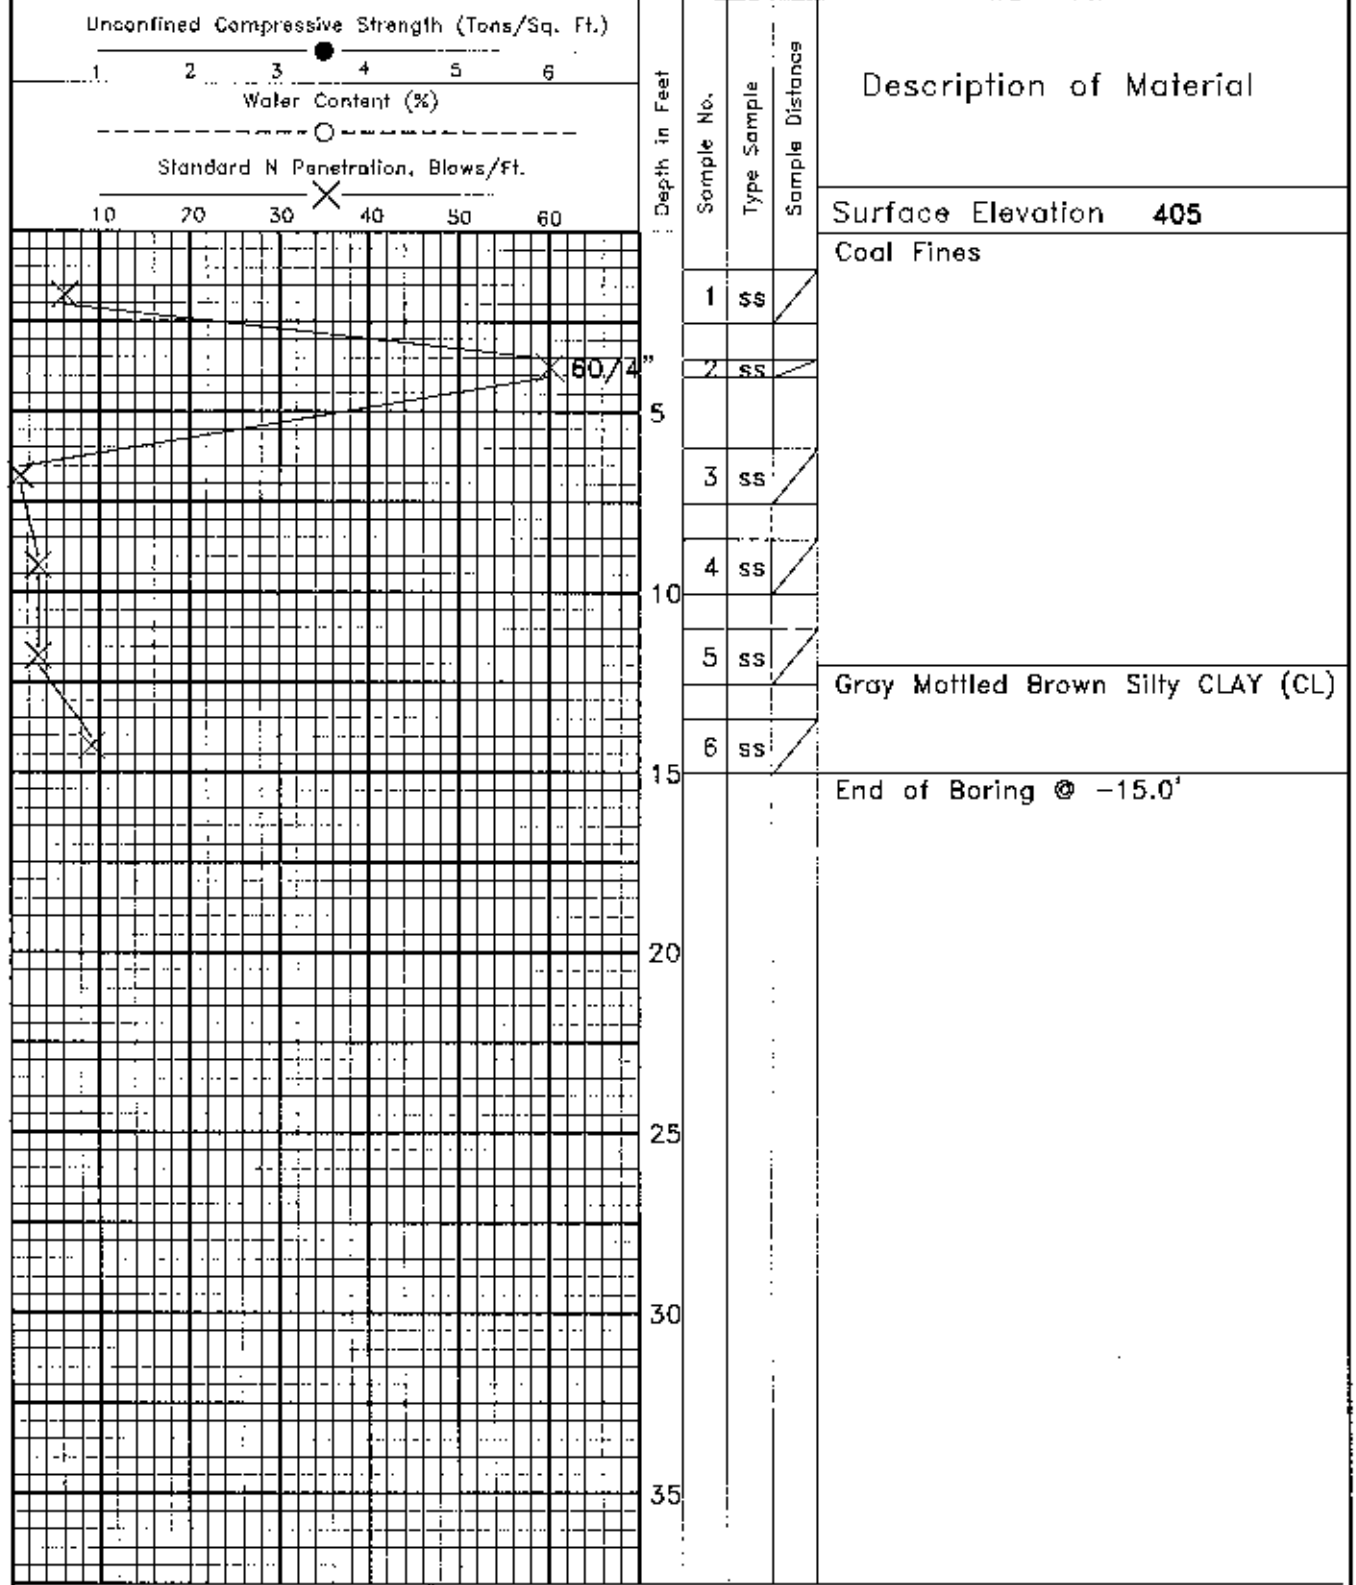 Unconfined Compressive Strength (Tons/Sq. Ft.)
1 2 3 4 5 6
Water Content (%)
Standard N Penetration, Blows/Ft.
10 20 30 40 50 60
Depth in Feet
Sample No.
Type Sample
Sample Distance
Description of Material
Surface Elevation 405
Coal Fines
1 ss
60/4"
2 ss
5
3 ss
4 ss
10
5 ss
Gray Mottled Brown Silty CLAY (CL)
6 ss
15
End of Boring @ -15.0'
20
25
30
35